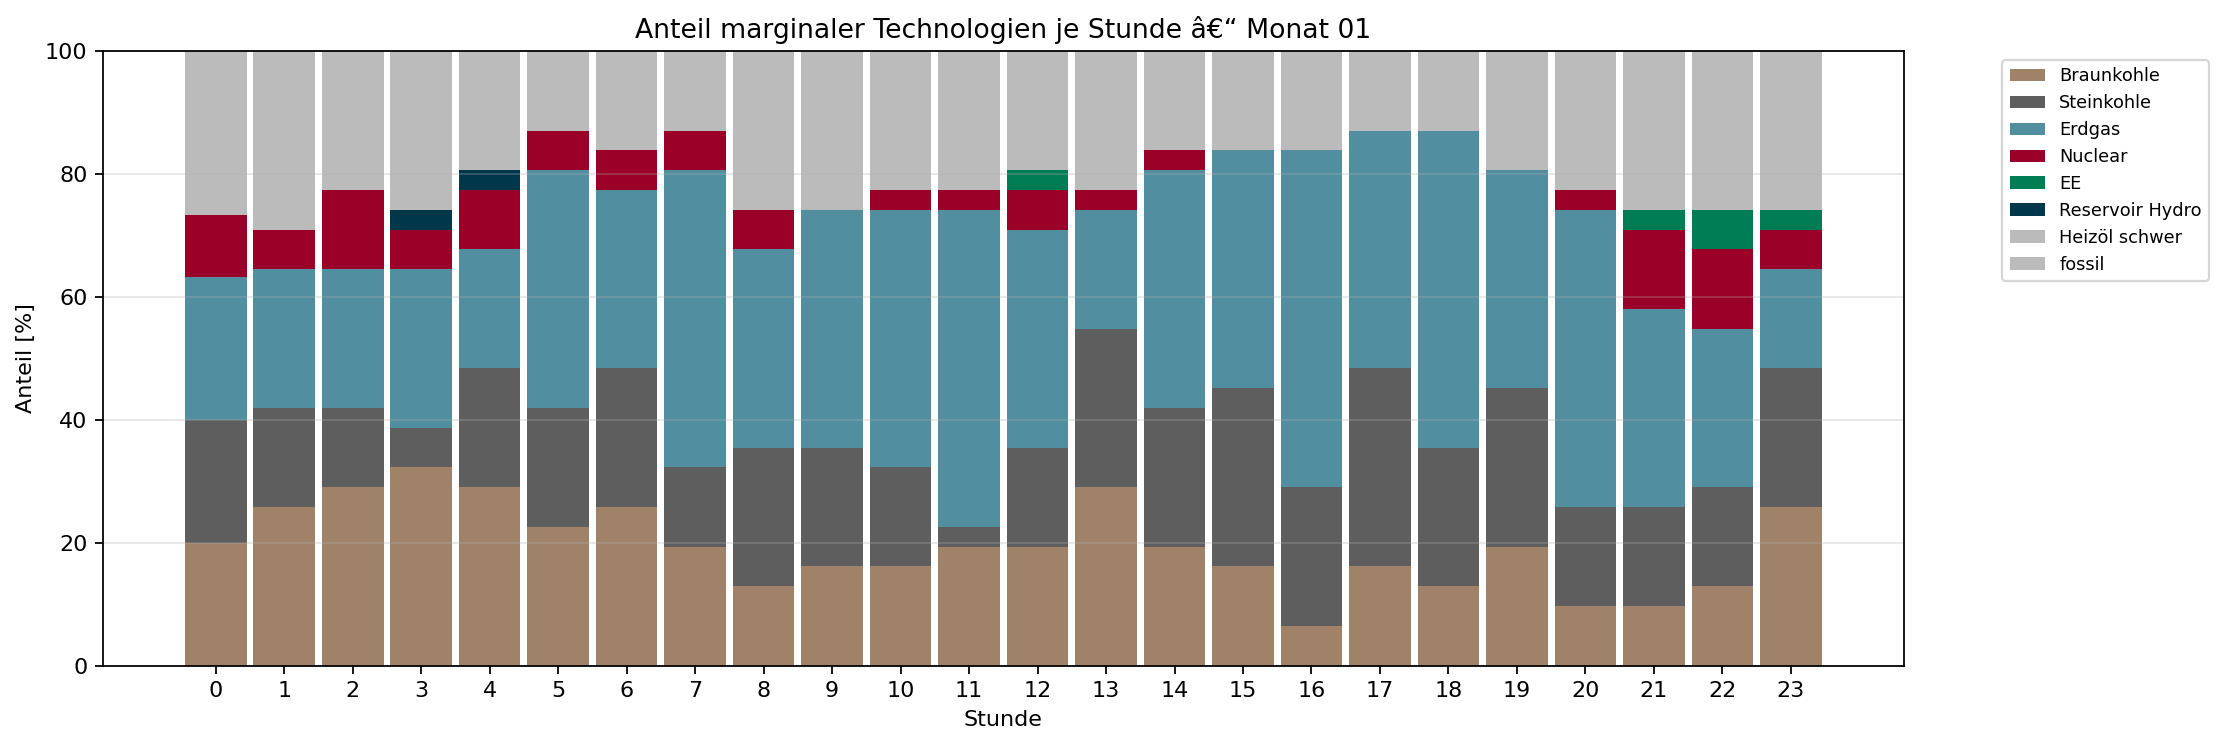 Anteil marginaler Technologien je Stunde â€“ Monat 01
Anteil [%]
100
80
60
40
20
0
0 1 2 3 4 5 6 7 8 9 10 11 12 13 14 15 16 17 18 19 20 21 22 23
Stunde
Braunkohle
Steinkohle
Erdgas
Nuclear
EE
Reservoir Hydro
Heizöl schwer
fossil